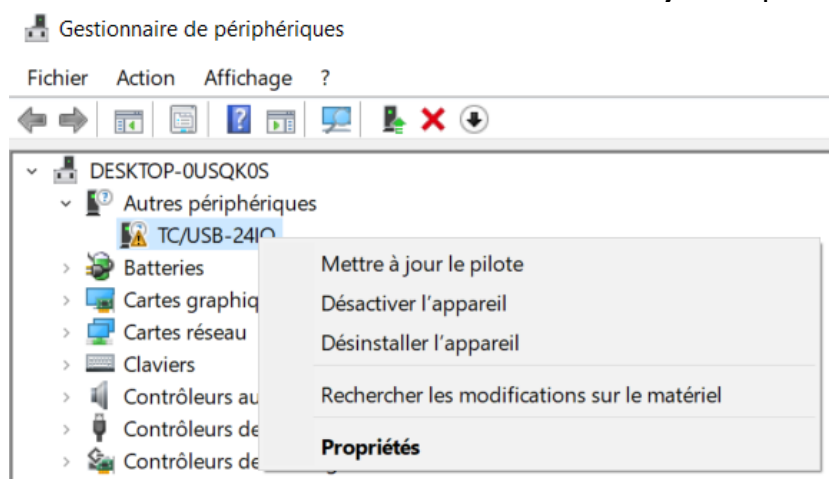 Gestionnaire de périphériques
Fichier Action Affichage ?
DESKTOP-0USQK0S
Autres périphériques
TC/USB-24IO
Mettre à jour le pilote
Batteries
Cartes graphiq
Désactiver l'appareil
Cartes réseau
Désinstaller l'appareil
Claviers
Contrôleurs au
Rechercher les modifications sur le matériel
Contrôleurs de
Propriétés
Contrôleurs de